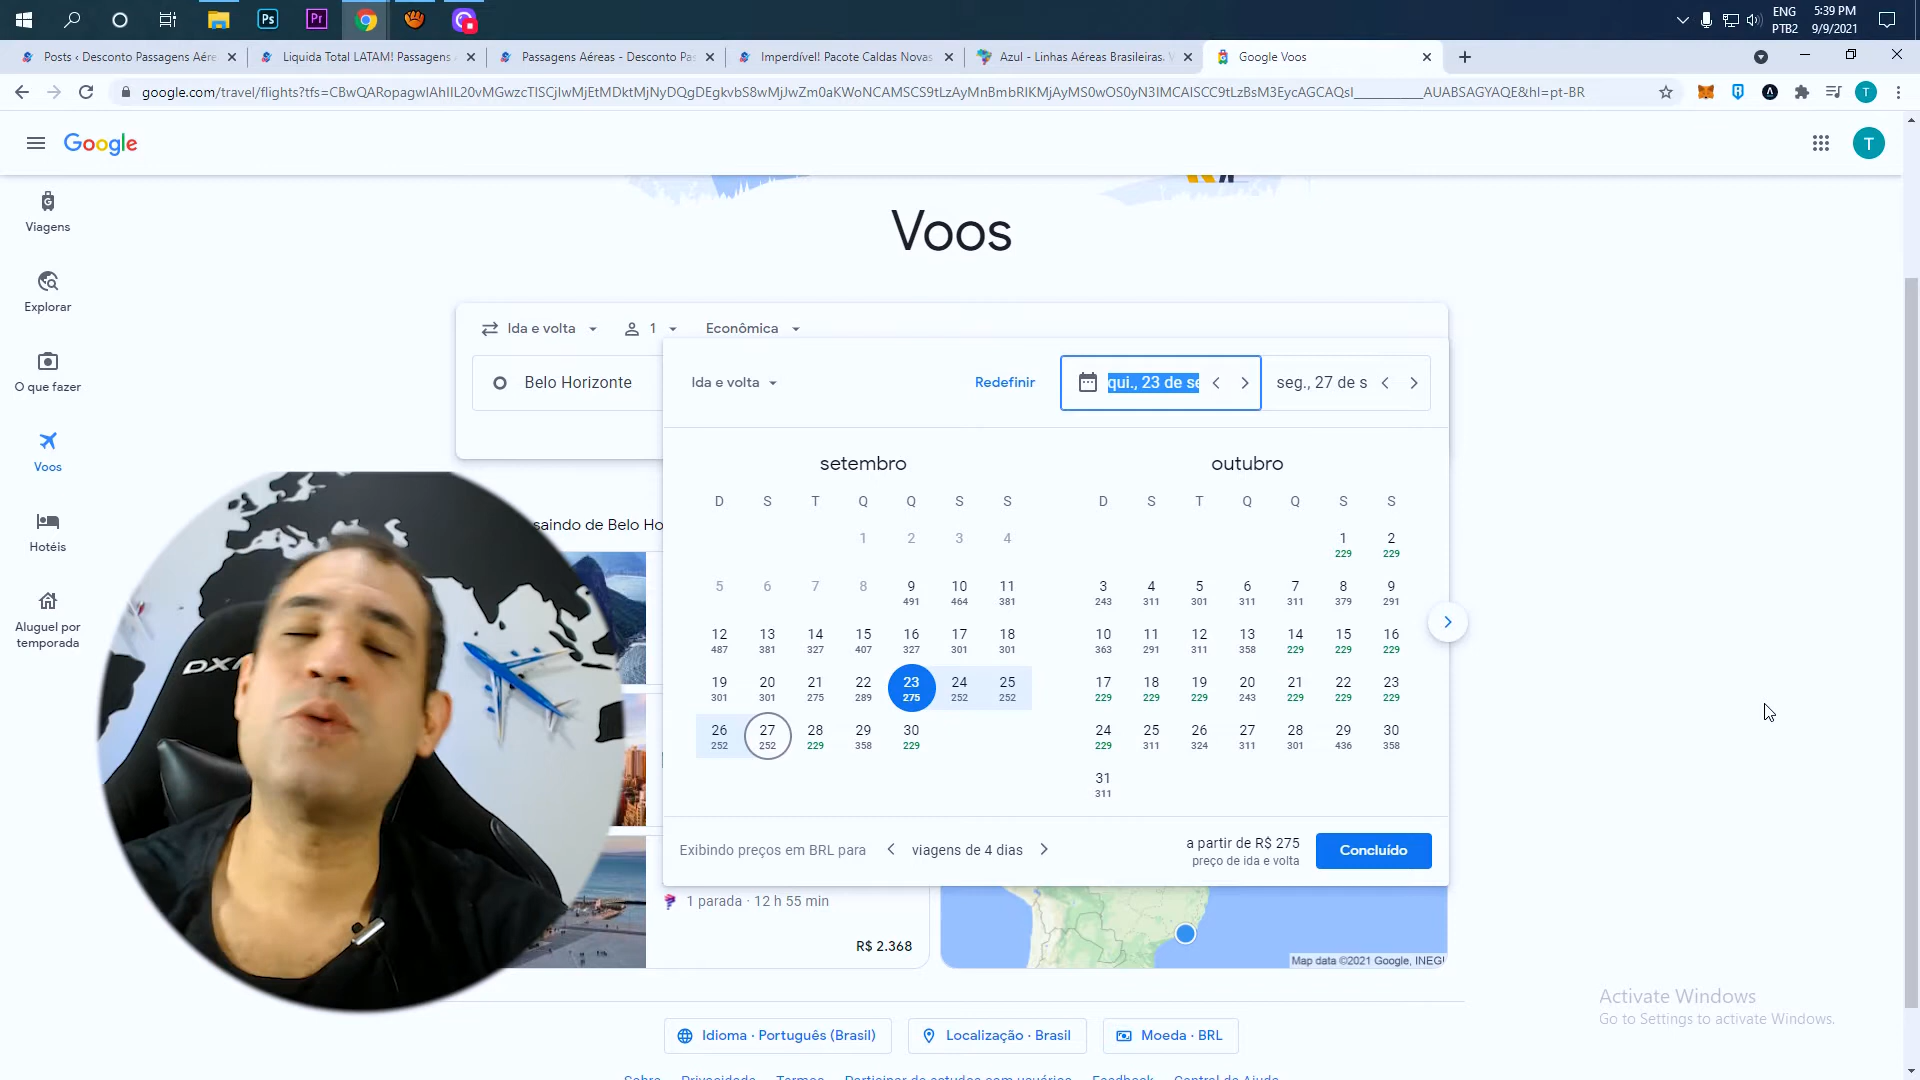 Ps
Pr
ENG
PTB2
5:39 PM
9/9/2021
Posts ‹ Desconto Passagens Aére
Liquida Total LATAM! Passagens A
Passagens Aéreas - Desconto Pas
Imperdível! Pacote Caldas Novas
Azul - Linhas Aéreas Brasileiras. V
Google Voos
Google
T
Viagens
Explorar
O que fazer
Voos
Hotéis
Aluguel por
temporada
Voos
Ida e volta
1
Econômica
Belo Horizonte
Ida e volta
Redefinir
qui., 23 de se
seg., 27 de s
saindo de Belo Ho
setembro
D S T Q Q S S
1 2 3 4
5 6 7 8 9 10 11
491 464 381
12 13 14 15 16 17 18
487 381 327 407 327 301 301
19 20 21 22 23 24 25
301 301 275 289 275 252 252
26 27 28 29 30
252 252 229 358 229
outubro
D S T Q Q S S
1 2
229 229
3 4 5 6 7 8 9
243 311 301 311 311 379 291
10 11 12 13 14 15 16
363 291 311 358 229 229 229
17 18 19 20 21 22 23
229 229 229 243 229 229 229
24 25 26 27 28 29 30
229 311 324 311 301 436 358
31
311
Exibindo preços em BRL para
viagens de 4 dias
a partir de R$ 275
preço de ida e volta
Concluído
1 parada · 12 h 55 min
R$ 2.368
Map data ©2021 Google, INEGI
Activate Windows
Go to Settings to activate Windows.
Idioma · Português (Brasil)
Localização · Brasil
Moeda · BRL